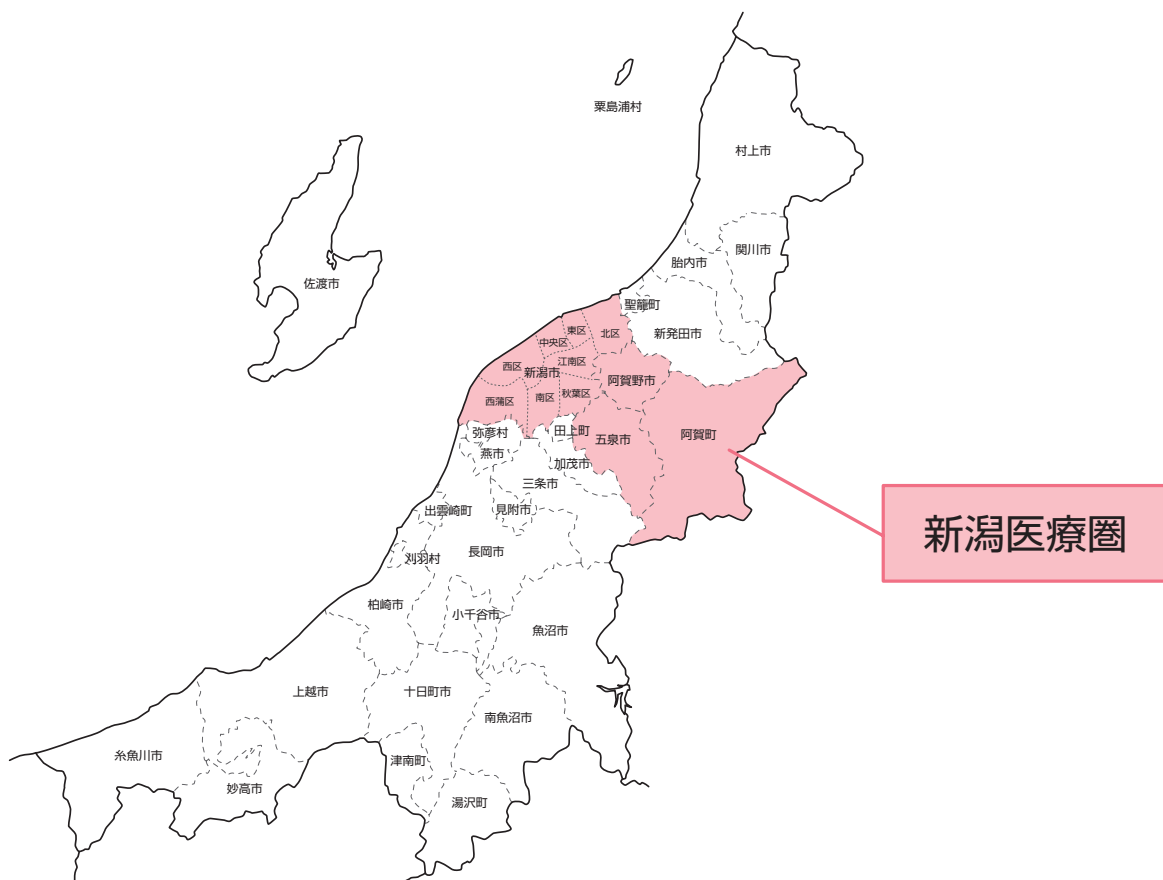 粟島浦村
村上市
関川市
胎内市
佐渡市
聖籠町
新発田市
東区
北区
中央区
江南区
西区
新潟市
阿賀野市
秋葉区
南区
西蒲区
田上町
弥彦村
五泉市
阿賀町
燕市
加茂市
三条市
出雲崎町
見附市
新潟医療圏
長岡市
刈羽村
柏崎市
小千谷市
魚沼市
上越市
十日町市
南魚沼市
糸魚川市
津南町
妙高市
湯沢町